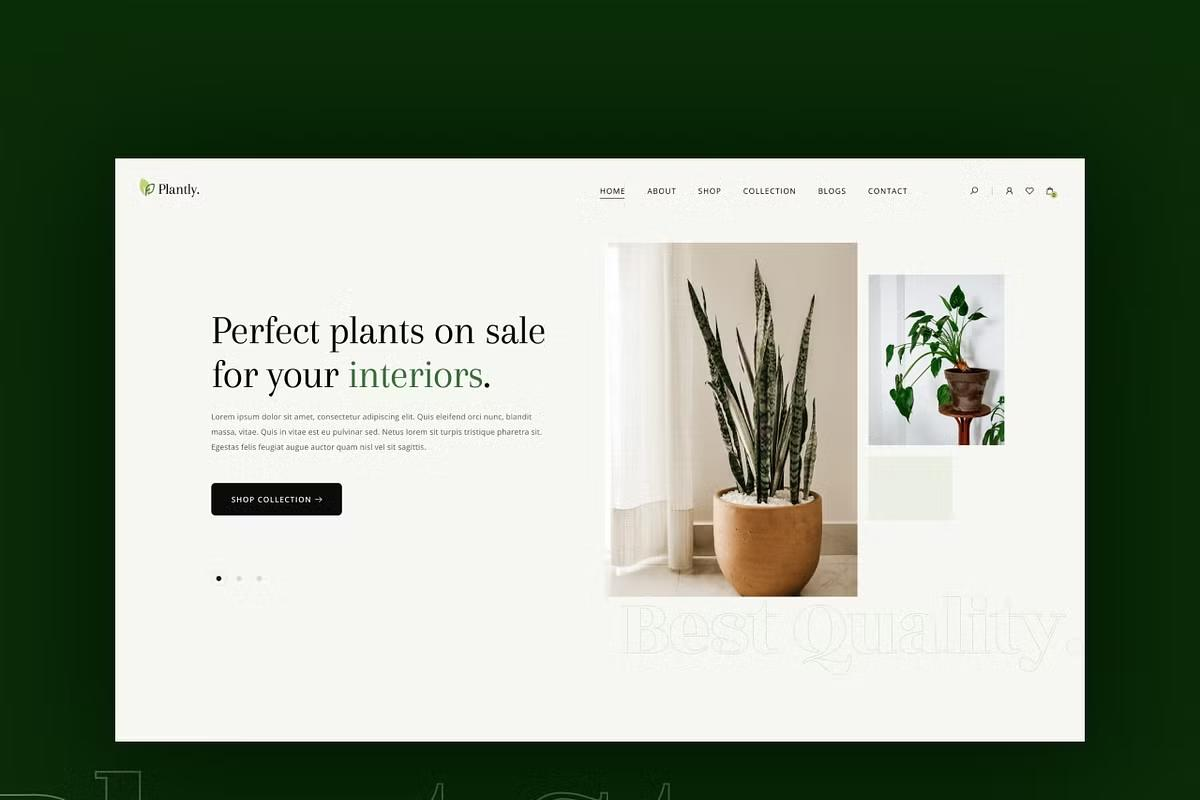 Plantly.
HOME ABOUT SHOP COLLECTION BLOGS CONTACT
Perfect plants on sale
for your interiors.
Lorem ipsum dolor sit amet, consectetur adipiscing elit. Quis eleifend orci nunc, blandit
massa, vitae. Quis in vitae est eu pulvinar sed. Netus lorem sit turpis tristique pharetra sit.
Egestas felis feugiat augue auctor quam nisl vel sit sagittis.
SHOP COLLECTION →
Best Quality.